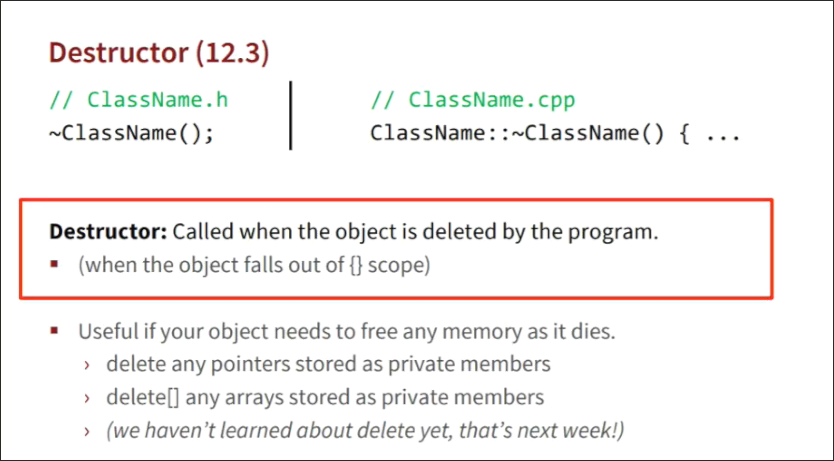 Destructor (12.3)
// ClassName.h
~ClassName();
// ClassName.cpp
ClassName::~ClassName() { ...
Destructor: Called when the object is deleted by the program.
▪ (when the object falls out of {} scope)
▪ Useful if your object needs to free any memory as it dies.
› delete any pointers stored as private members
› delete[] any arrays stored as private members
› (we haven’t learned about delete yet, that’s next week!)